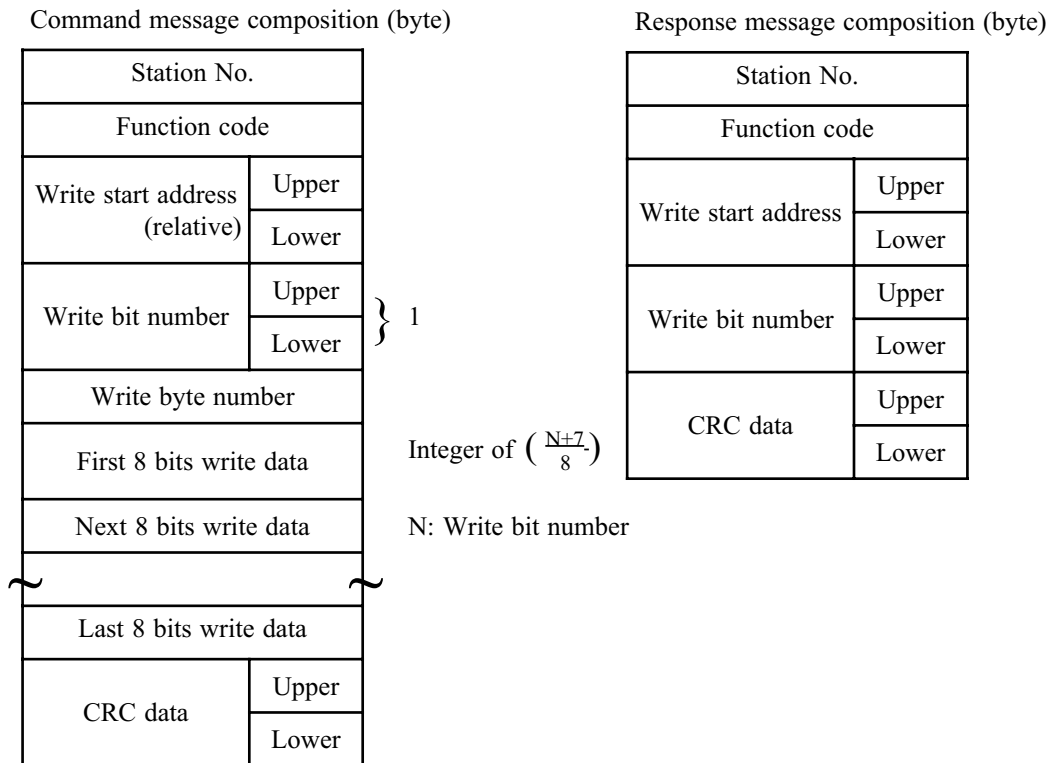 Command message composition (byte)
Station No.
Function code
Write start address
(relative)
Upper
Lower
Write bit number
Upper
Lower
} 1
Write byte number
First 8 bits write data
Integer of ( N+7 / 8 )
Next 8 bits write data
N: Write bit number
~ ~
Last 8 bits write data
CRC data
Upper
Lower
Response message composition (byte)
Station No.
Function code
Write start address
Upper
Lower
Write bit number
Upper
Lower
CRC data
Upper
Lower